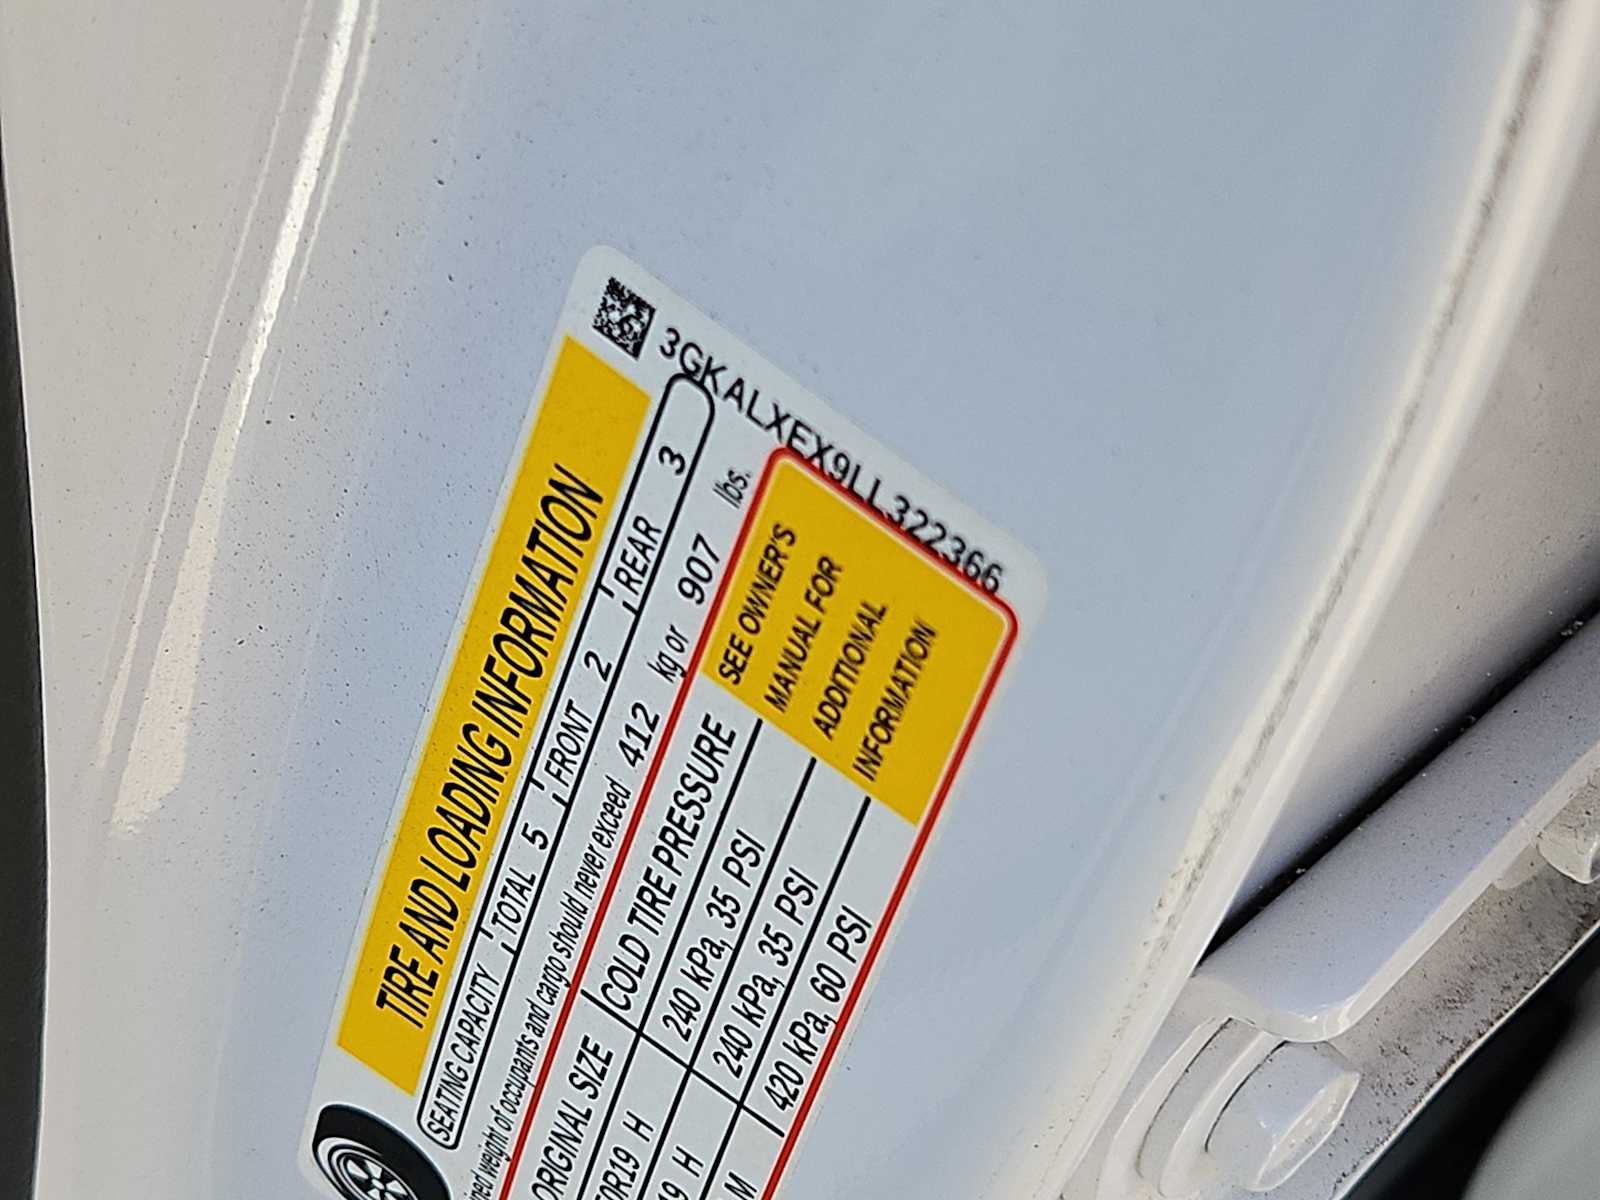 3GKALXEX9LL322366
TIRE AND LOADING INFORMATION
SEATING CAPACITY TOTAL 5 FRONT 2 REAR 3
weight of occupants and cargo should never exceed 412 kg or 907 lbs.
ORIGINAL SIZE COLD TIRE PRESSURE
R19 H 240 kPa, 35 PSI
19 H 240 kPa, 35 PSI
M 420 kPa, 60 PSI
SEE OWNER'S
MANUAL FOR
ADDITIONAL
INFORMATION